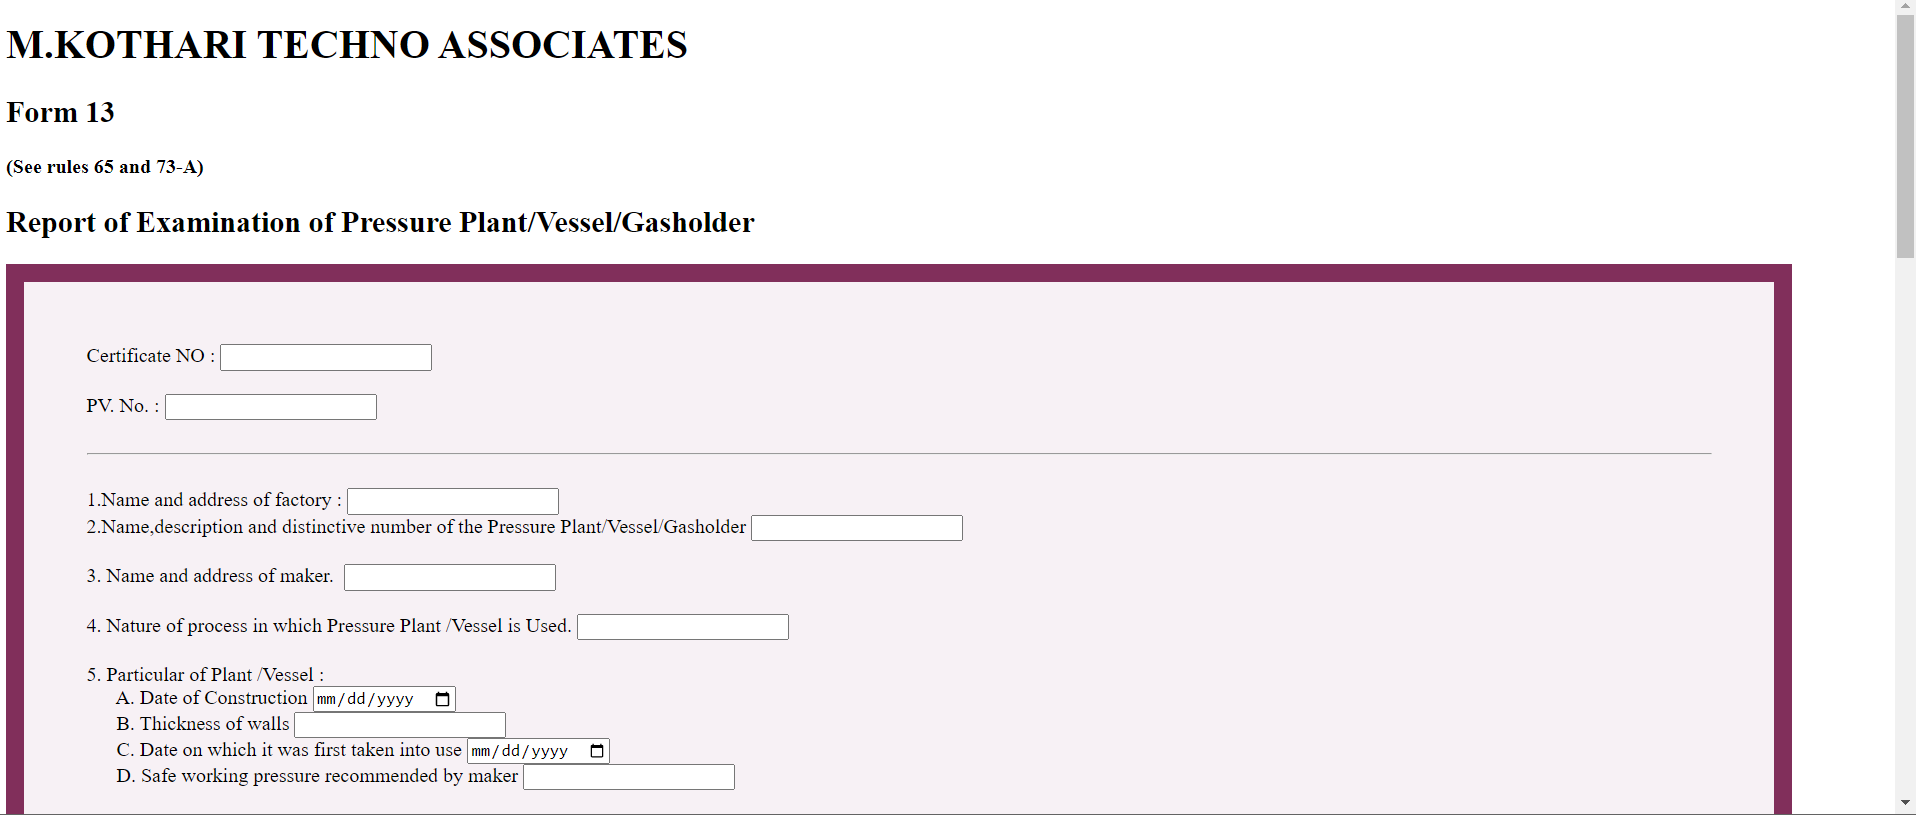 M.KOTHARI TECHNO ASSOCIATES
Form 13
(See rules 65 and 73-A)
Report of Examination of Pressure Plant/Vessel/Gasholder
Certificate NO :
PV. No. :
1.Name and address of factory :
2.Name,description and distinctive number of the Pressure Plant/Vessel/Gasholder
3. Name and address of maker.
4. Nature of process in which Pressure Plant /Vessel is Used.
5. Particular of Plant /Vessel :
A. Date of Construction mm/dd/yyyy
B. Thickness of walls
C. Date on which it was first taken into use mm/dd/yyyy
D. Safe working pressure recommended by maker